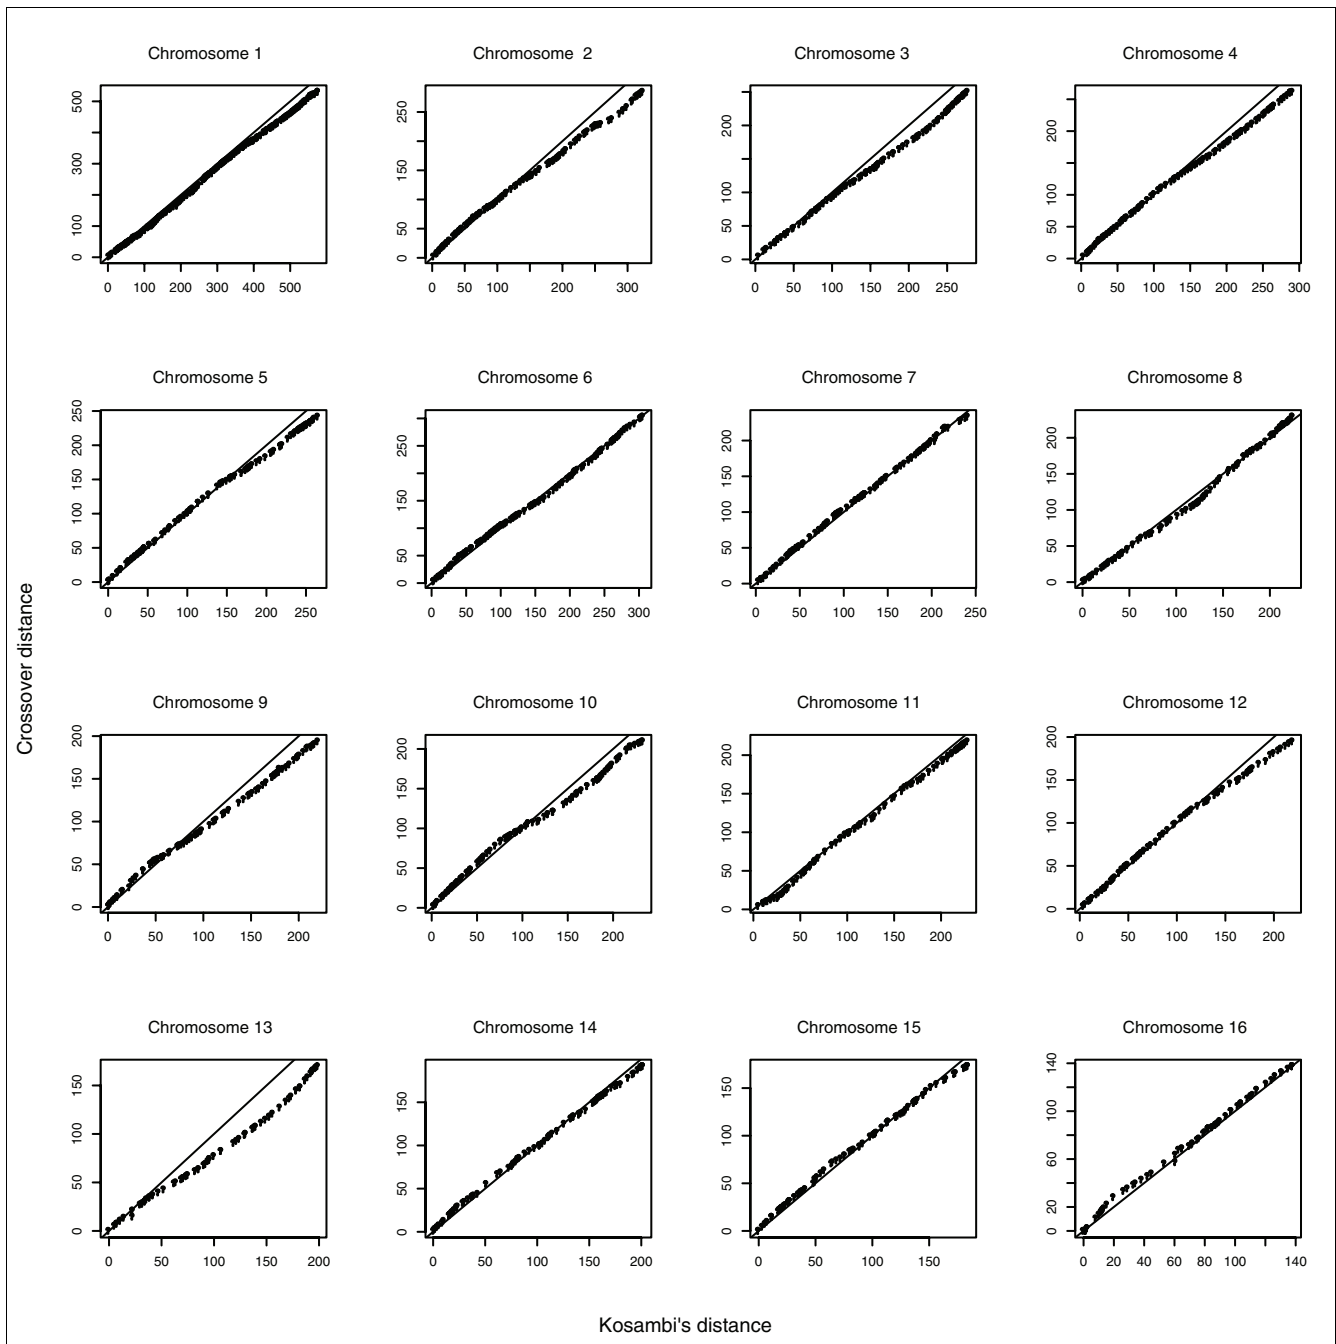 Chromosome 1
Chromosome 2
Chromosome 3
Chromosome 4
0 100 300 500
0 100 200 300 400 500
0 50 150 250
0 50 100 200 300
0 50 100 200
0 50 100 150 200 250
0 50 100 200
0 50 100 150 200 250 300
Chromosome 5
Chromosome 6
Chromosome 7
Chromosome 8
0 50 100 150 200 250
0 50 100 150 200 250
0 50 150 250
0 50 100 150 200 250 300
0 50 100 150 200
0 50 100 150 200 250
0 50 100 150 200
0 50 100 150 200
Crossover distance
Chromosome 9
Chromosome 10
Chromosome 11
Chromosome 12
0 50 100 150 200
0 50 100 150 200
0 50 100 150 200
0 50 100 150 200
0 50 100 150 200
0 50 100 150 200
0 50 100 150 200
0 50 100 150 200
Chromosome 13
Chromosome 14
Chromosome 15
Chromosome 16
0 50 100 150
0 50 100 150 200
0 50 100 150
0 50 100 150 200
0 50 100 150
0 50 100 150
0 20 60 100 140
0 20 40 60 80 100 140
Kosambi's distance